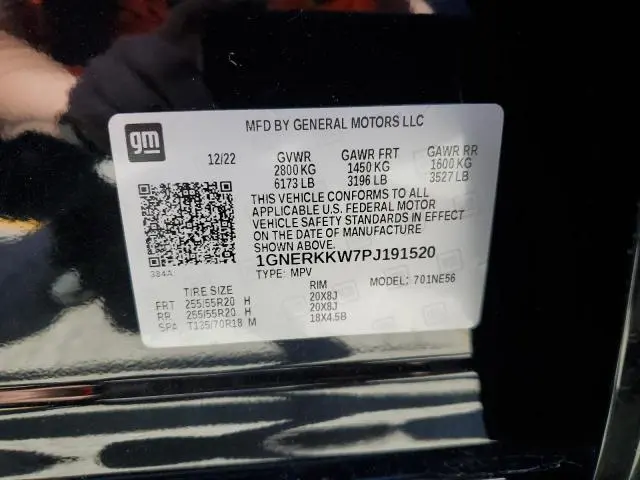 gm
MFD BY GENERAL MOTORS LLC
12/22 GVWR GAWR FRT GAWR RR
2800 KG 1450 KG 1600 KG
6173 LB 3196 LB 3527 LB
THIS VEHICLE CONFORMS TO ALL
APPLICABLE U.S. FEDERAL MOTOR
VEHICLE SAFETY STANDARDS IN EFFECT
ON THE DATE OF MANUFACTURE
SHOWN ABOVE.
384A
1GNERKKW7PJ191520
TYPE: MPV MODEL: 701NE56
TIRE SIZE RIM
FRT 255/55R20 H 20X8J
RR 255/55R20 H 20X8J
SPA T135/70R18 M 18X4.5B